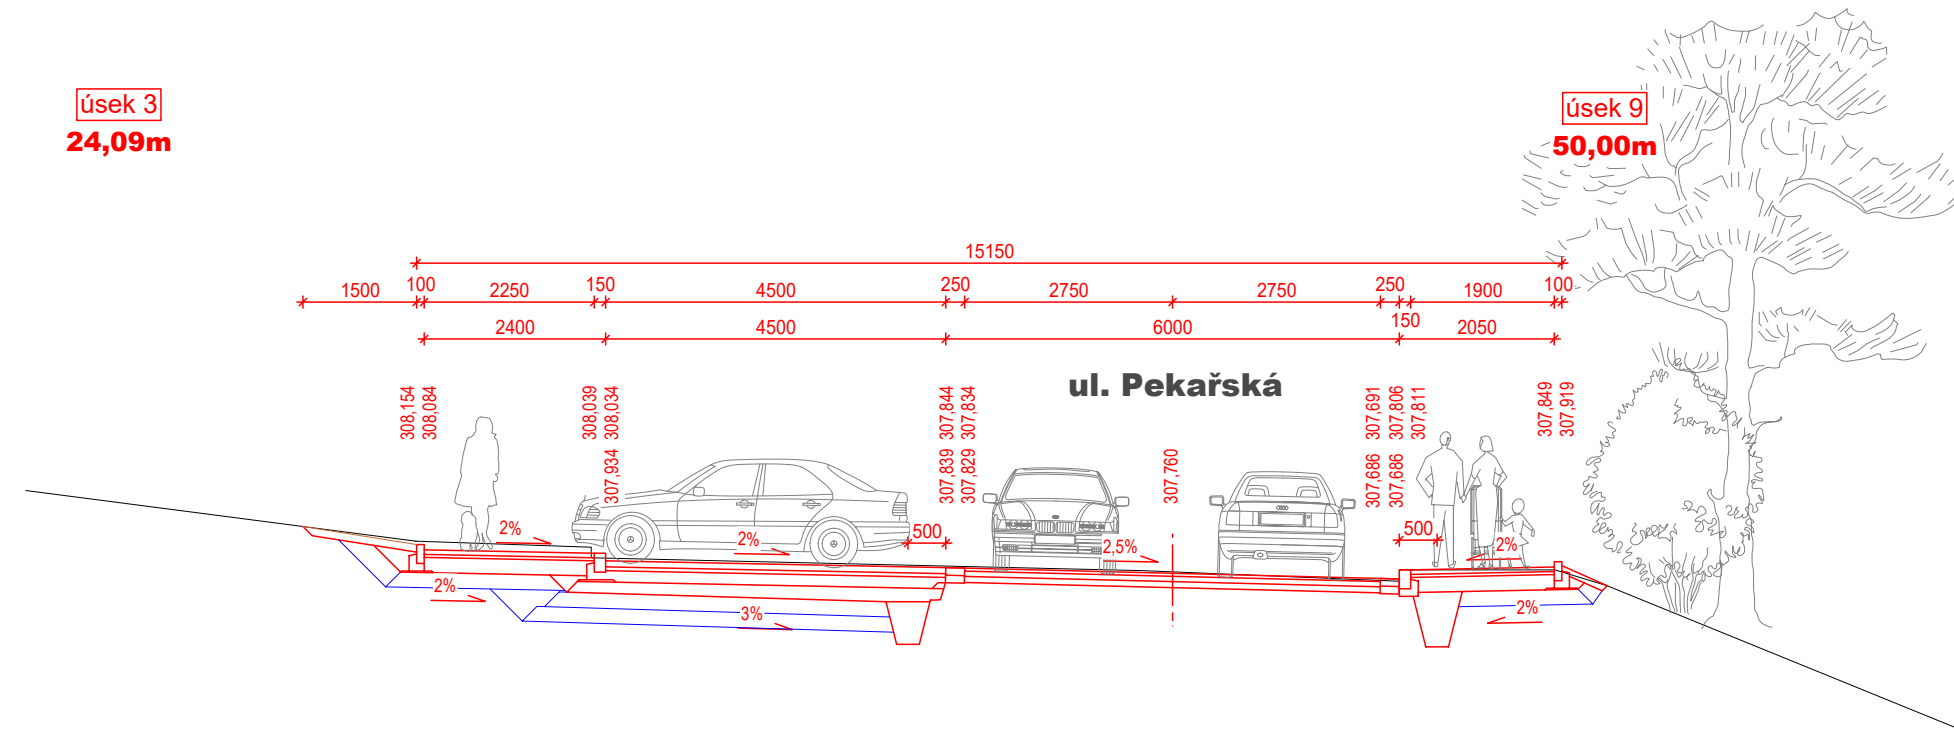 úsek 3
24,09m
úsek 9
50,00m
15150
1500 100 2250 150 4500 250 2750 2750 250 1900 100
2400 4500 6000 150 2050
ul. Pekařská
308,154 308,084 308,039 308,034 307,844 307,834 307,691 307,806 307,811 307,849 307,919
307,934 307,839 307,829 307,760 307,686 307,686
2% 2% 500 2,5% 500 2%
2% 3% 2%